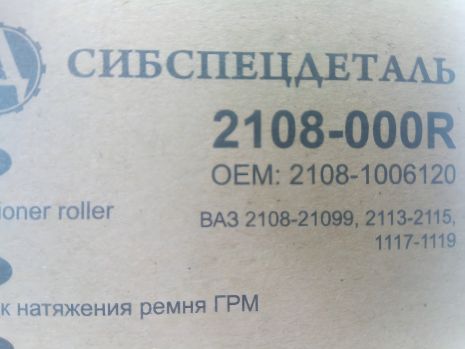 СИБСПЕЦДЕТАЛЬ
2108-000R
OEM: 2108-1006120
ioner roller
ВАЗ 2108-21099, 2113-2115,
1117-1119
к натяжения ремня ГРМ